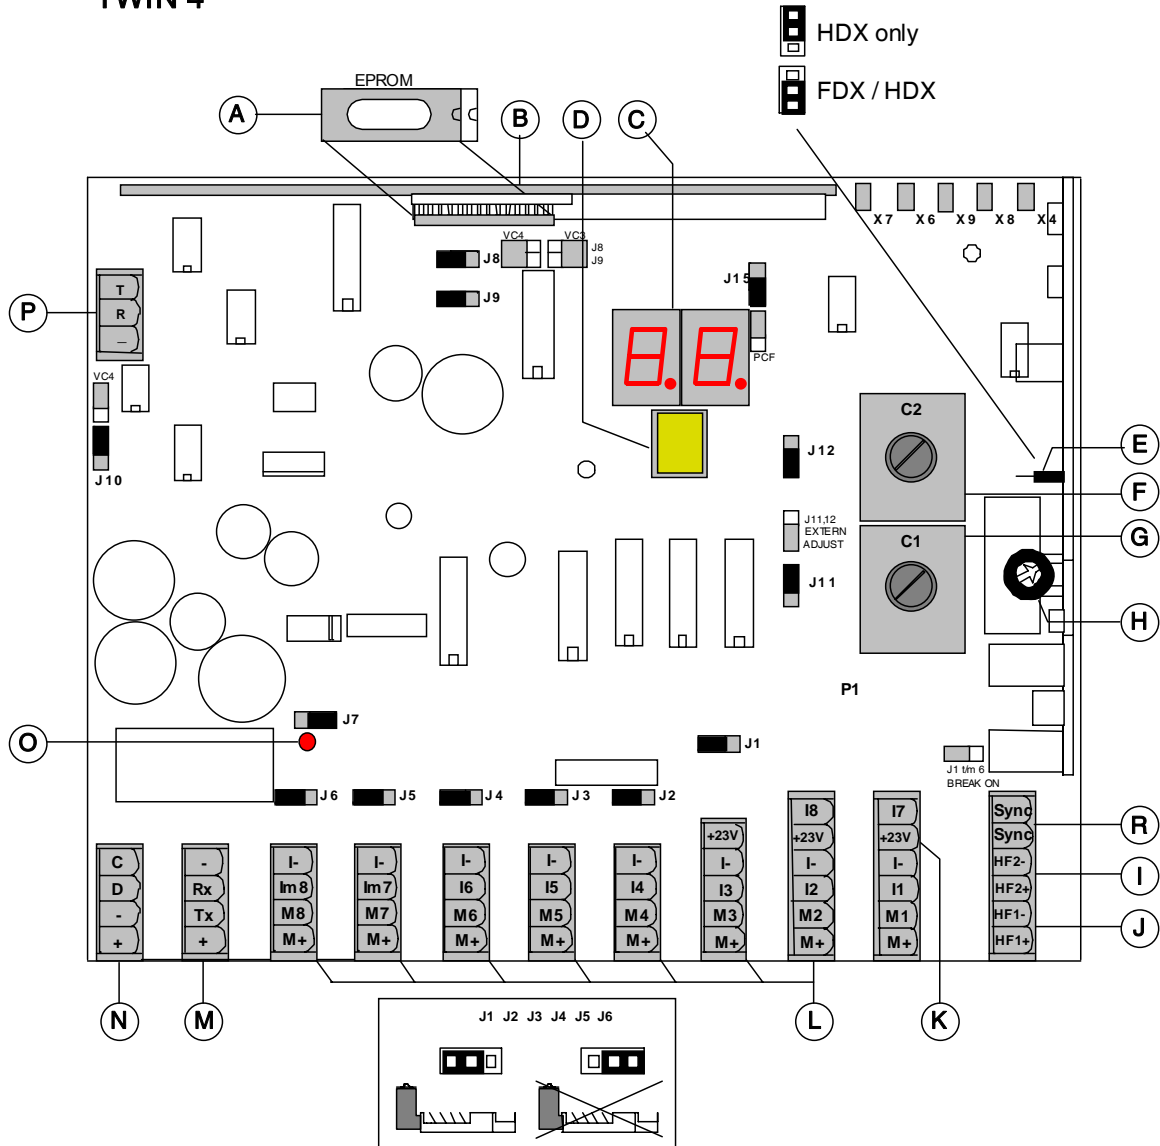 TWIN 4
HDX only
FDX / HDX
EPROM
A
B
D
C
X7 X6 X9 X8 X4
VC4
VC3
J8
J9
J8
J9
J15
PCF
8. 8.
P
T
R
_
VC4
J10
C2
J12
E
F
J11,12
EXTERN
ADJUST
C1
G
J11
H
P1
J7
O
J1
J1 t/m 6
BREAK ON
J6
J5
J4
J3
J2
C
D
-
+
-
Rx
Tx
+
I-
Im8
M8
M+
I-
Im7
M7
M+
I-
I6
M6
M+
I-
I5
M5
M+
I-
I4
M4
M+
+23V
I-
I3
M3
M+
I8
+23V
I-
I2
M2
M+
I7
+23V
I-
I1
M1
M+
Sync
Sync
HF2-
HF2+
HF1-
HF1+
R
I
J
N
M
L
K
J1 J2 J3 J4 J5 J6